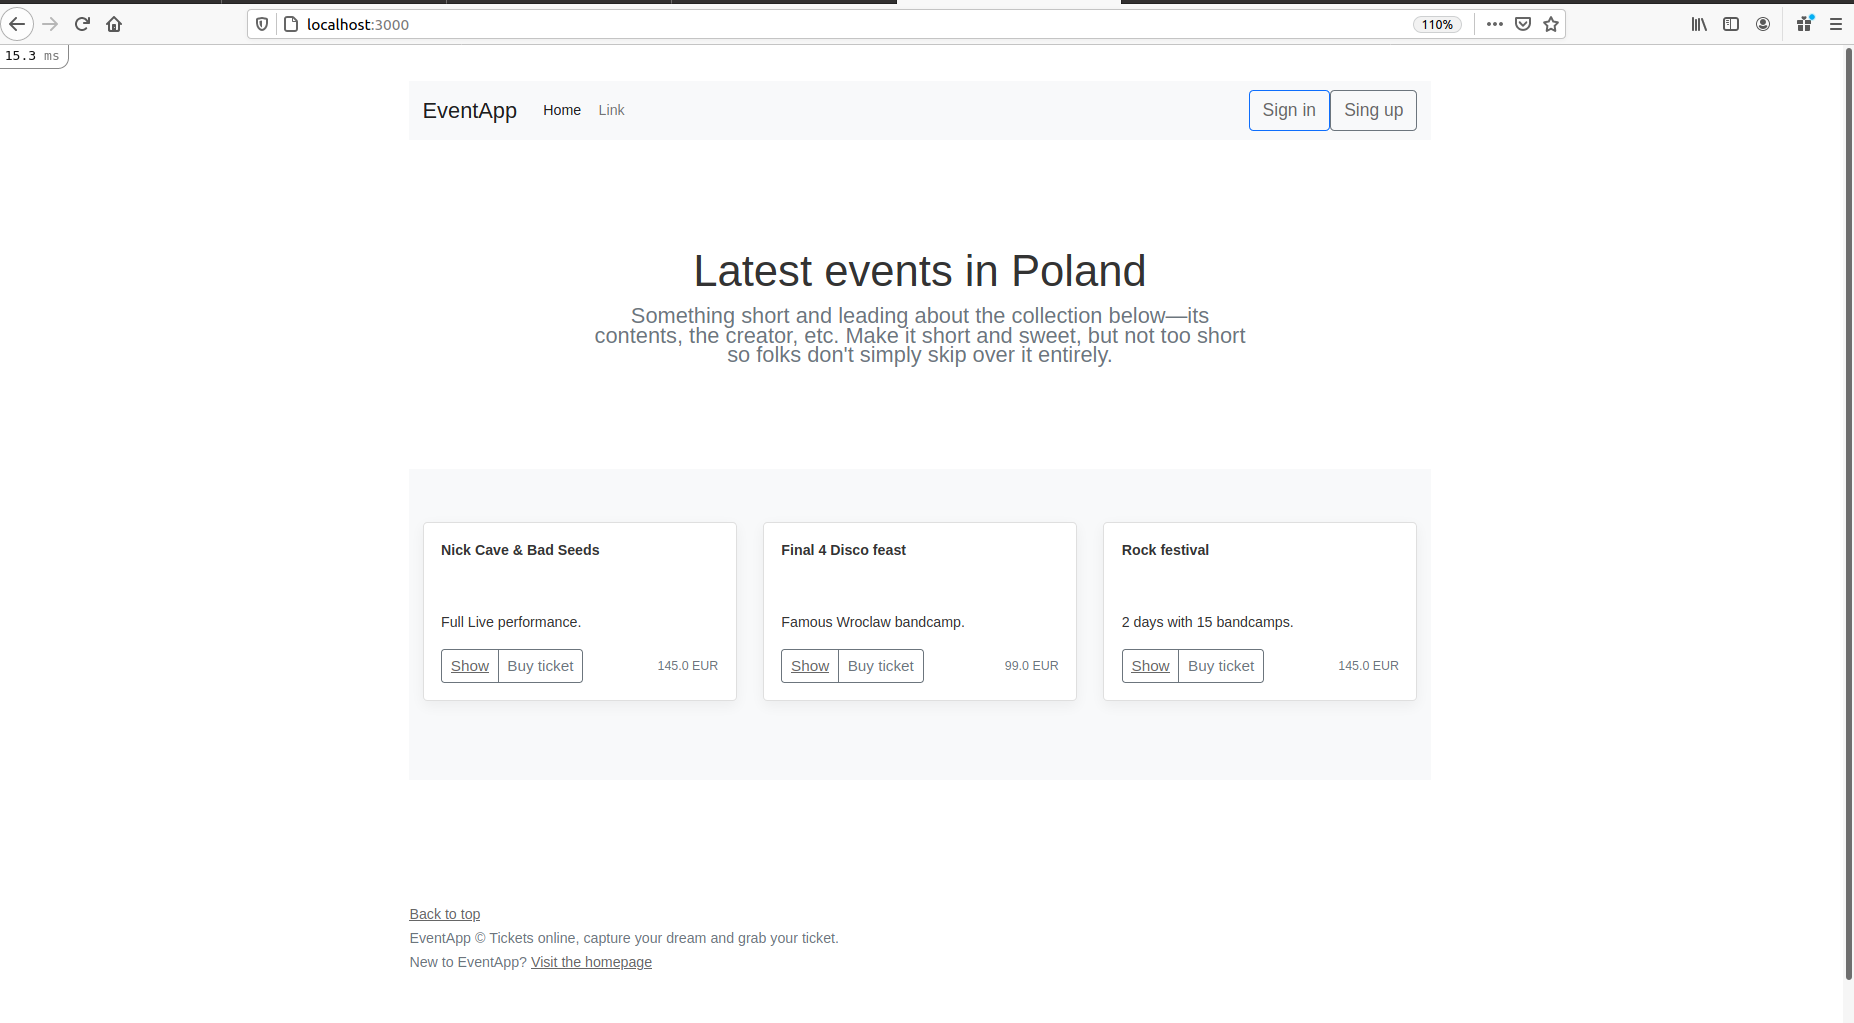 localhost:3000
110%
15.3 ms
EventApp Home Link Sign in Sing up
Latest events in Poland
Something short and leading about the collection below—its
contents, the creator, etc. Make it short and sweet, but not too short
so folks don't simply skip over it entirely.
Nick Cave & Bad Seeds
Full Live performance.
Show Buy ticket 145.0 EUR
Final 4 Disco feast
Famous Wroclaw bandcamp.
Show Buy ticket 99.0 EUR
Rock festival
2 days with 15 bandcamps.
Show Buy ticket 145.0 EUR
Back to top
EventApp © Tickets online, capture your dream and grab your ticket.
New to EventApp? Visit the homepage